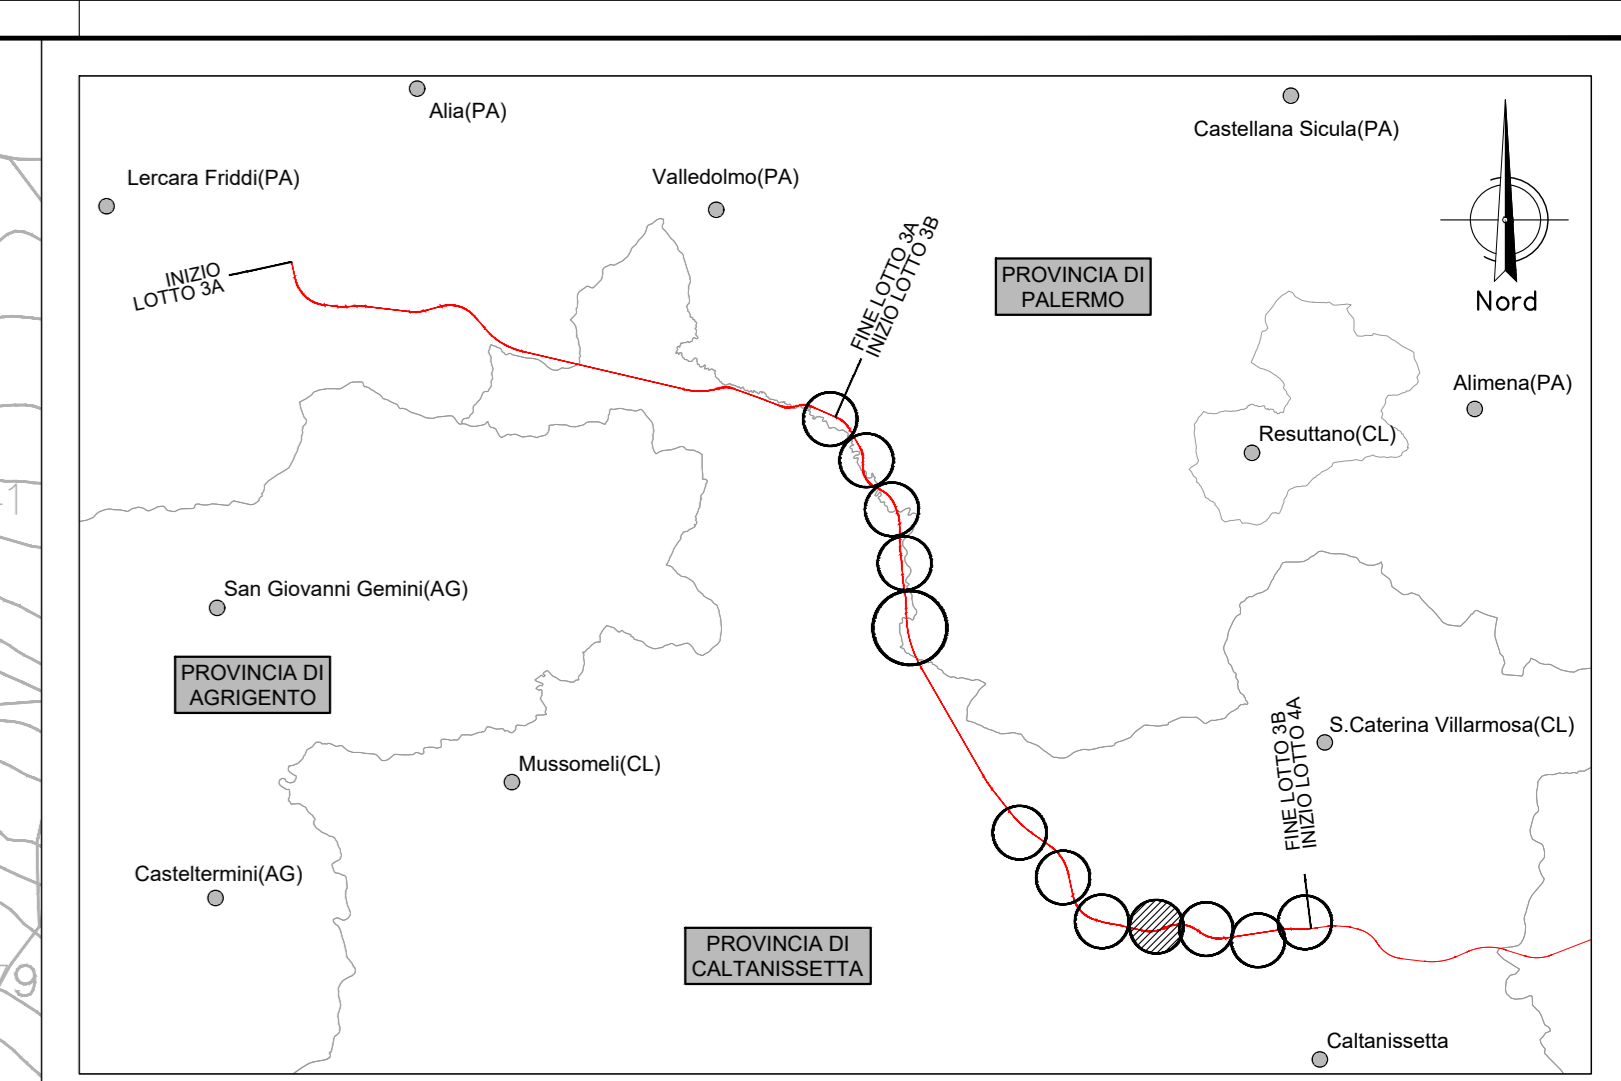 Alia(PA)
Castellana Sicula(PA)
Lercara Friddi(PA)
Valledolmo(PA)
INIZIO
LOTTO 3A
FINE LOTTO 3A
INIZIO LOTTO 3B
PROVINCIA DI
PALERMO
Nord
Alimena(PA)
Resuttano(CL)
1
San Giovanni Gemini(AG)
PROVINCIA DI
AGRIGENTO
FINE LOTTO 3B
INIZIO LOTTO 4A
S.Caterina Villarmosa(CL)
Mussomeli(CL)
Casteltermini(AG)
PROVINCIA DI
CALTANISSETTA
9
Caltanissetta